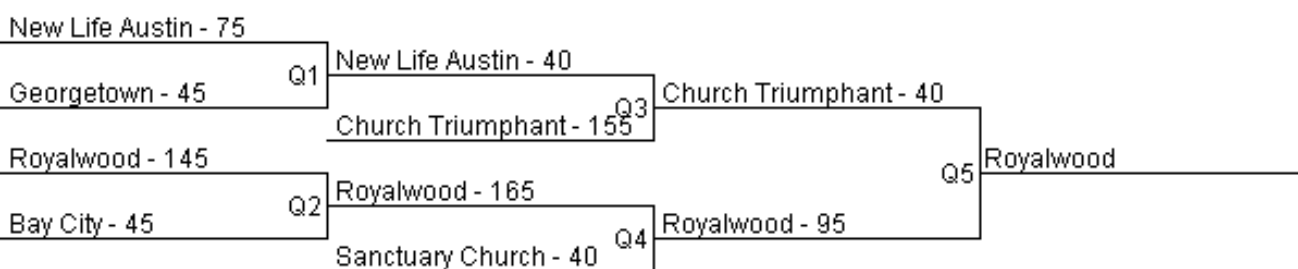 New Life Austin - 75
Q1
Georgetown - 45
New Life Austin - 40
Q3
Church Triumphant - 155
Church Triumphant - 40
Royalwood - 145
Q2
Bay City - 45
Royalwood - 165
Q4
Sanctuary Church - 40
Royalwood - 95
Q5
Royalwood